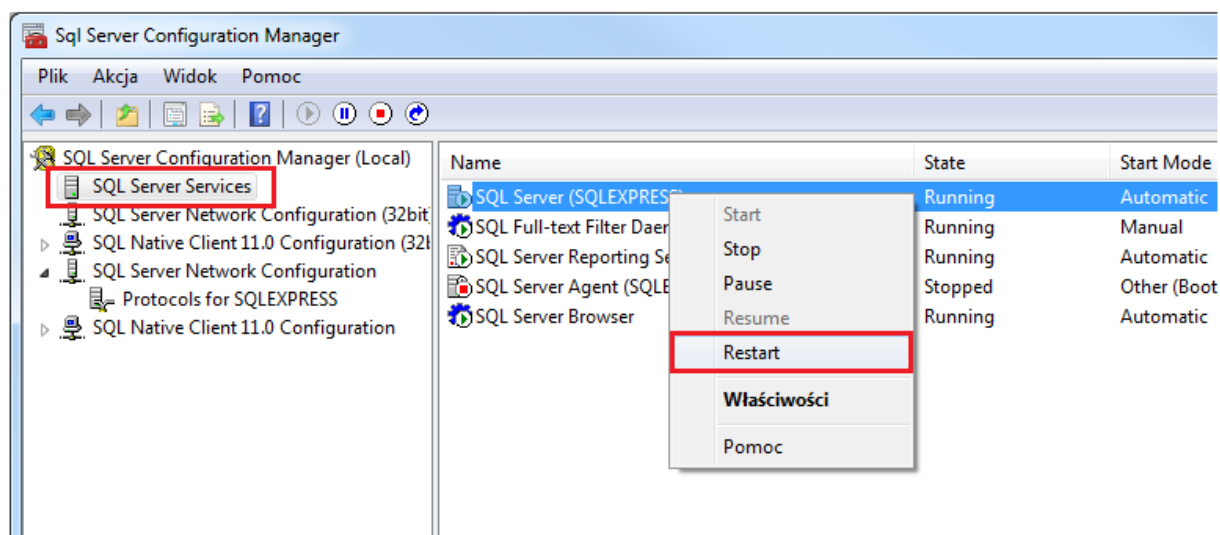 Sql Server Configuration Manager
Plik Akcja Widok Pomoc
SQL Server Configuration Manager (Local)
SQL Server Services
SQL Server Network Configuration (32bit
SQL Native Client 11.0 Configuration (32
SQL Server Network Configuration
Protocols for SQLEXPRESS
SQL Native Client 11.0 Configuration
Name State Start Mode
SQL Server (SQLEXPRESS) Running Automatic
SQL Full-text Filter Daer Running Manual
SQL Server Reporting Se Running Automatic
SQL Server Agent (SQLE Stopped Other (Boot
SQL Server Browser Running Automatic
Start
Stop
Pause
Resume
Restart
Właściwości
Pomoc